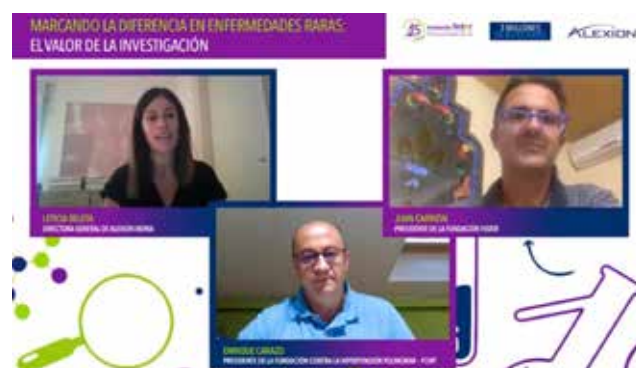 MARCANDO LA DIFERENCIA EN ENFERMEDADES RARAS:
EL VALOR DE LA INVESTIGACIÓN
ALEXION
LETICIA BELETA
DIRECTORA GENERAL DE ALEXION IBERIA
JUAN CARRIÓN
PRESIDENTE DE LA FUNDACIÓN FEDER
ENRIQUE CARAZO
PRESIDENTE DE LA FUNDACIÓN CONTRA LA HIPERTENSIÓN PULMONAR - FCHP